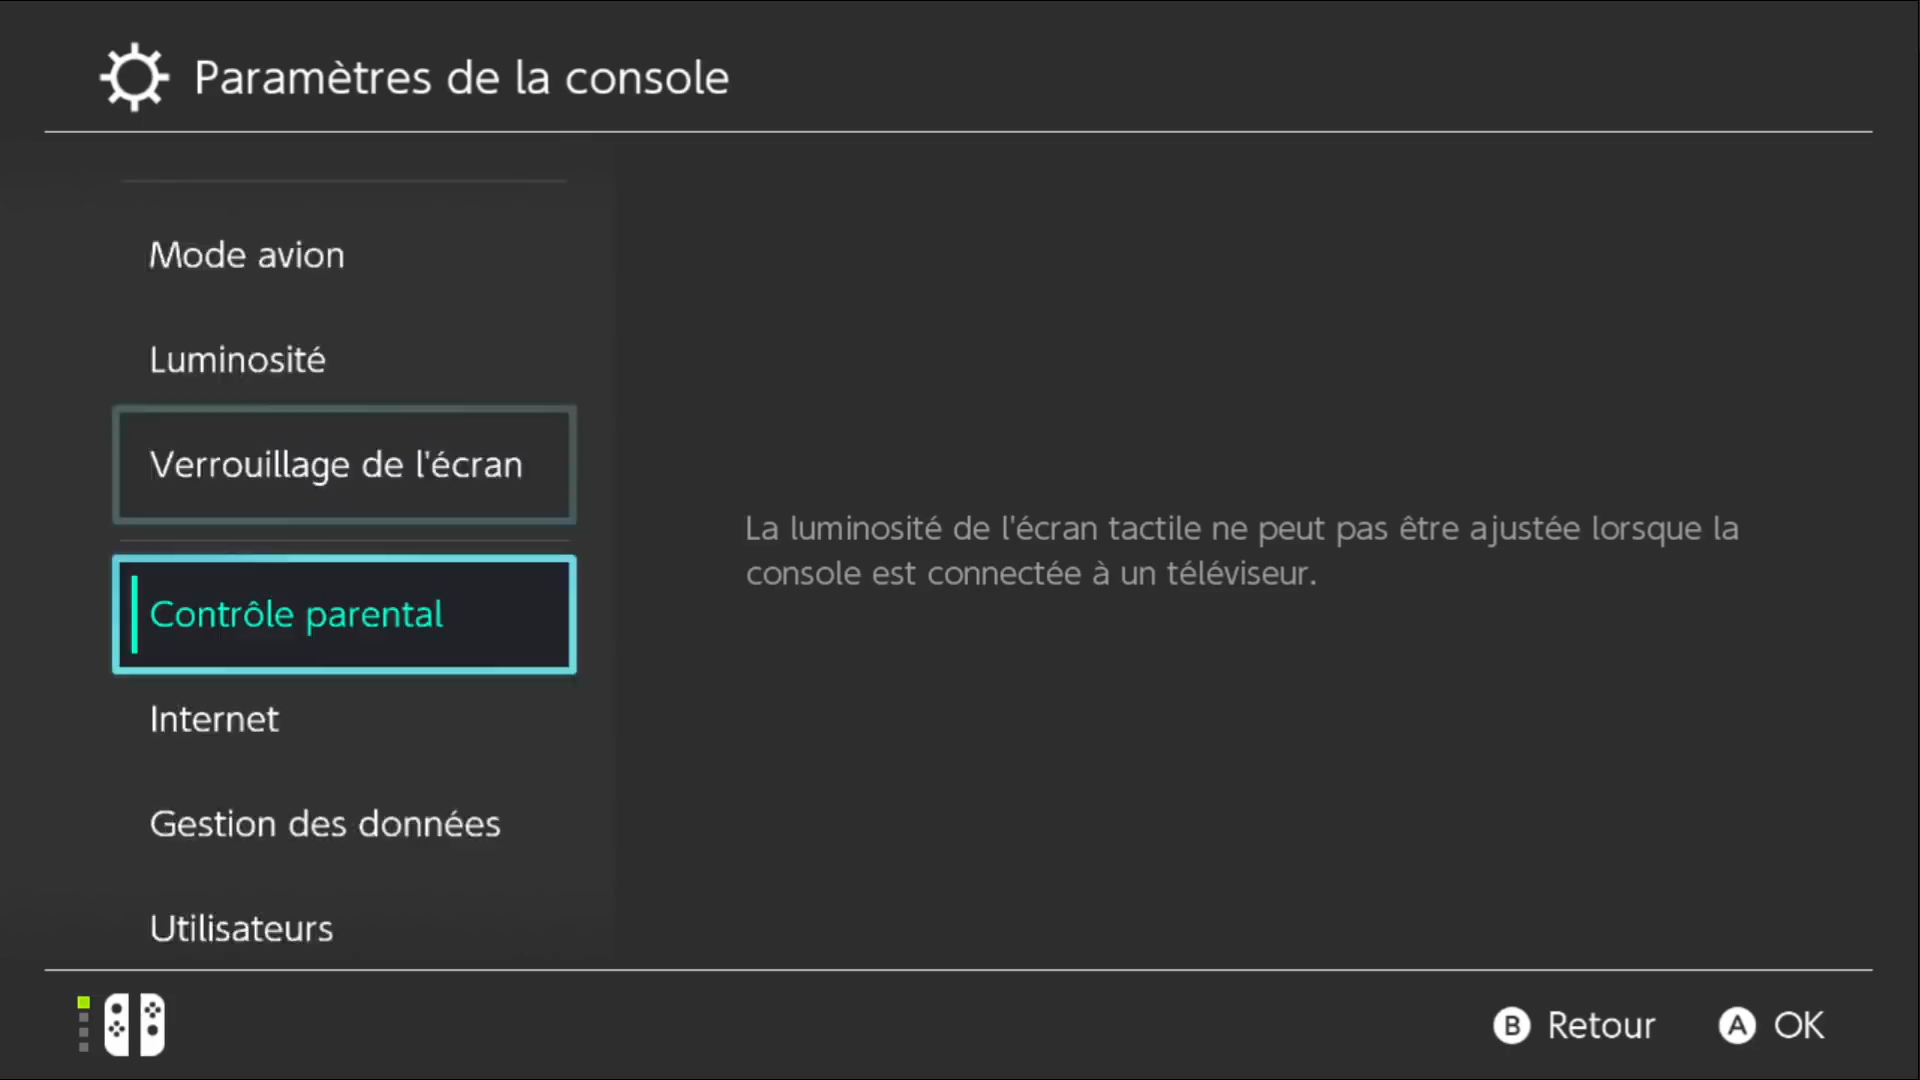 Paramètres de la console
Mode avion
Luminosité
Verrouillage de l'écran
Contrôle parental
Internet
Gestion des données
Utilisateurs
La luminosité de l'écran tactile ne peut pas être ajustée lorsque la
console est connectée à un téléviseur.
B Retour
A OK